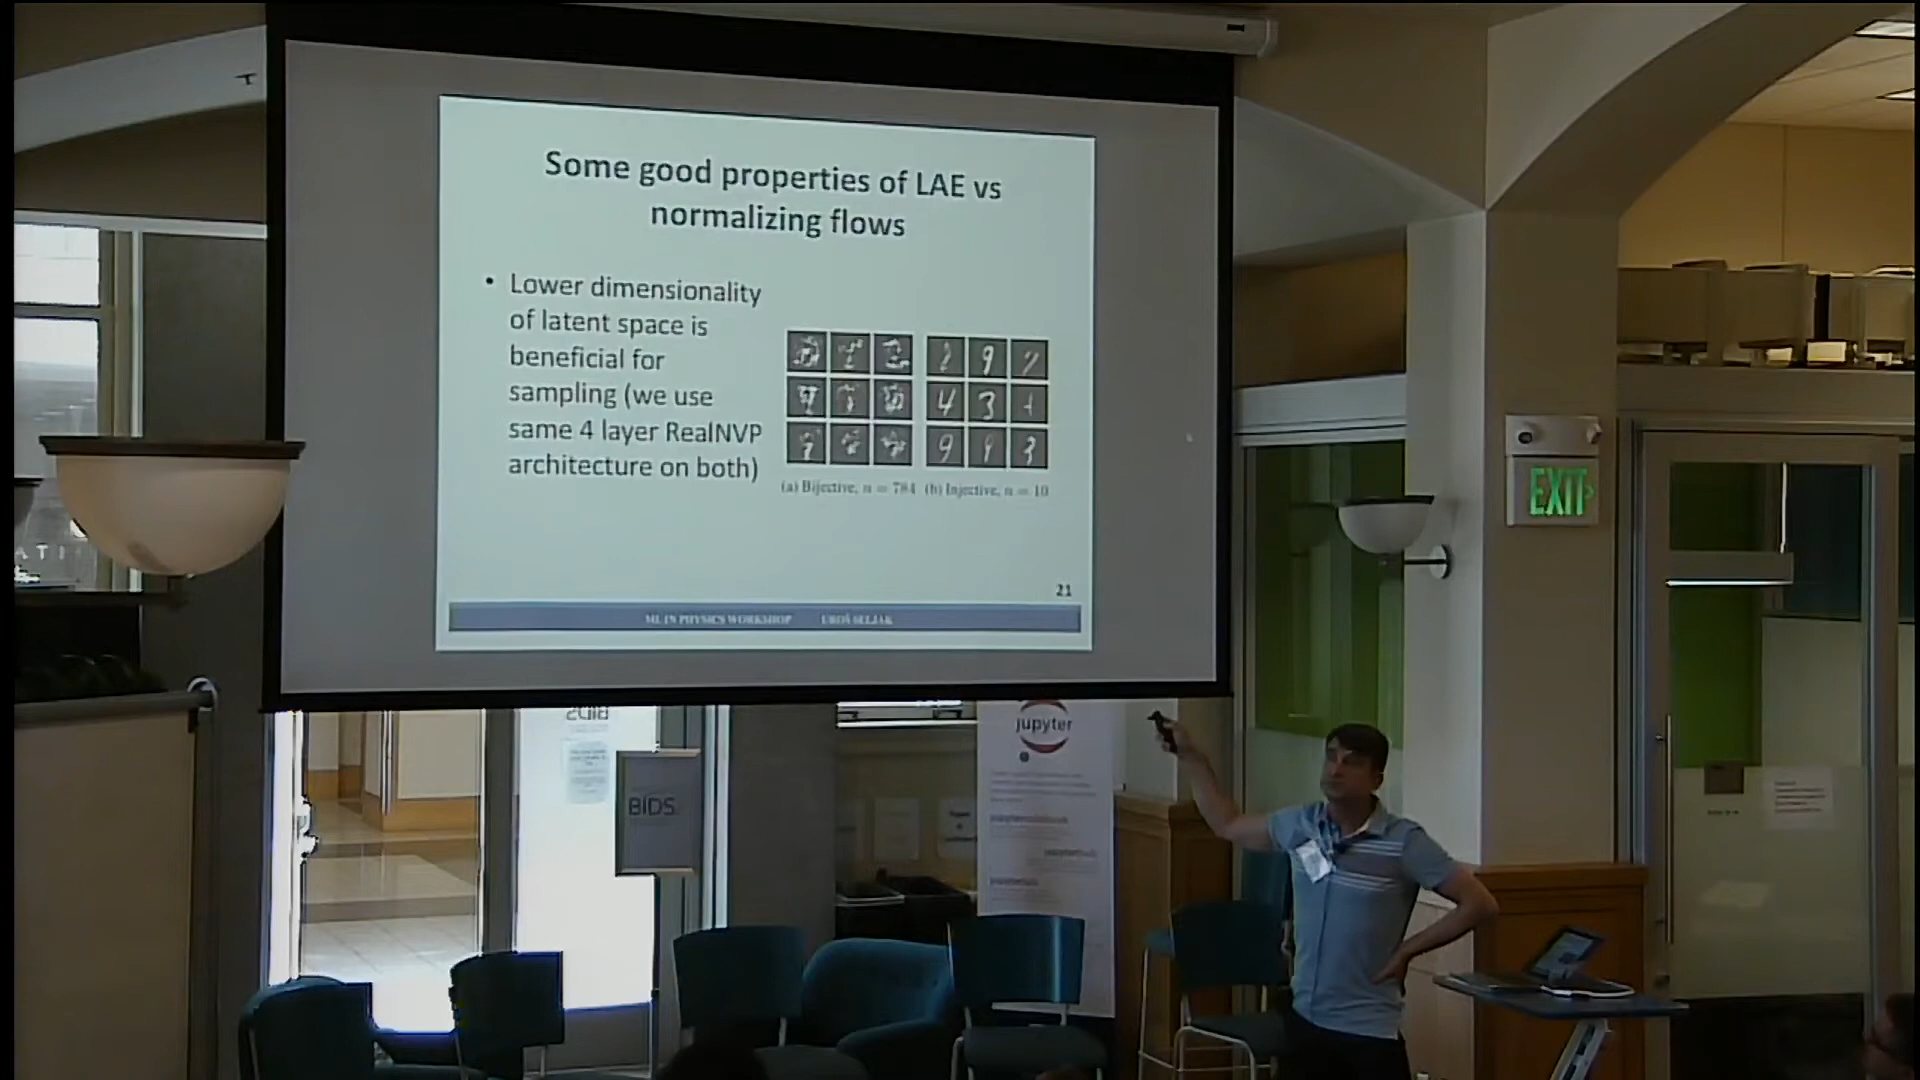 Some good properties of LAE vs
normalizing flows
• Lower dimensionality
of latent space is
beneficial for
sampling (we use
same 4 layer RealNVP
architecture on both)
(a) Bijective, n = 784 (b) Injective, n = 10
21
ML IN PHYSICS WORKSHOP UROŠ SELJAK
EXIT
jupyter
BIDS